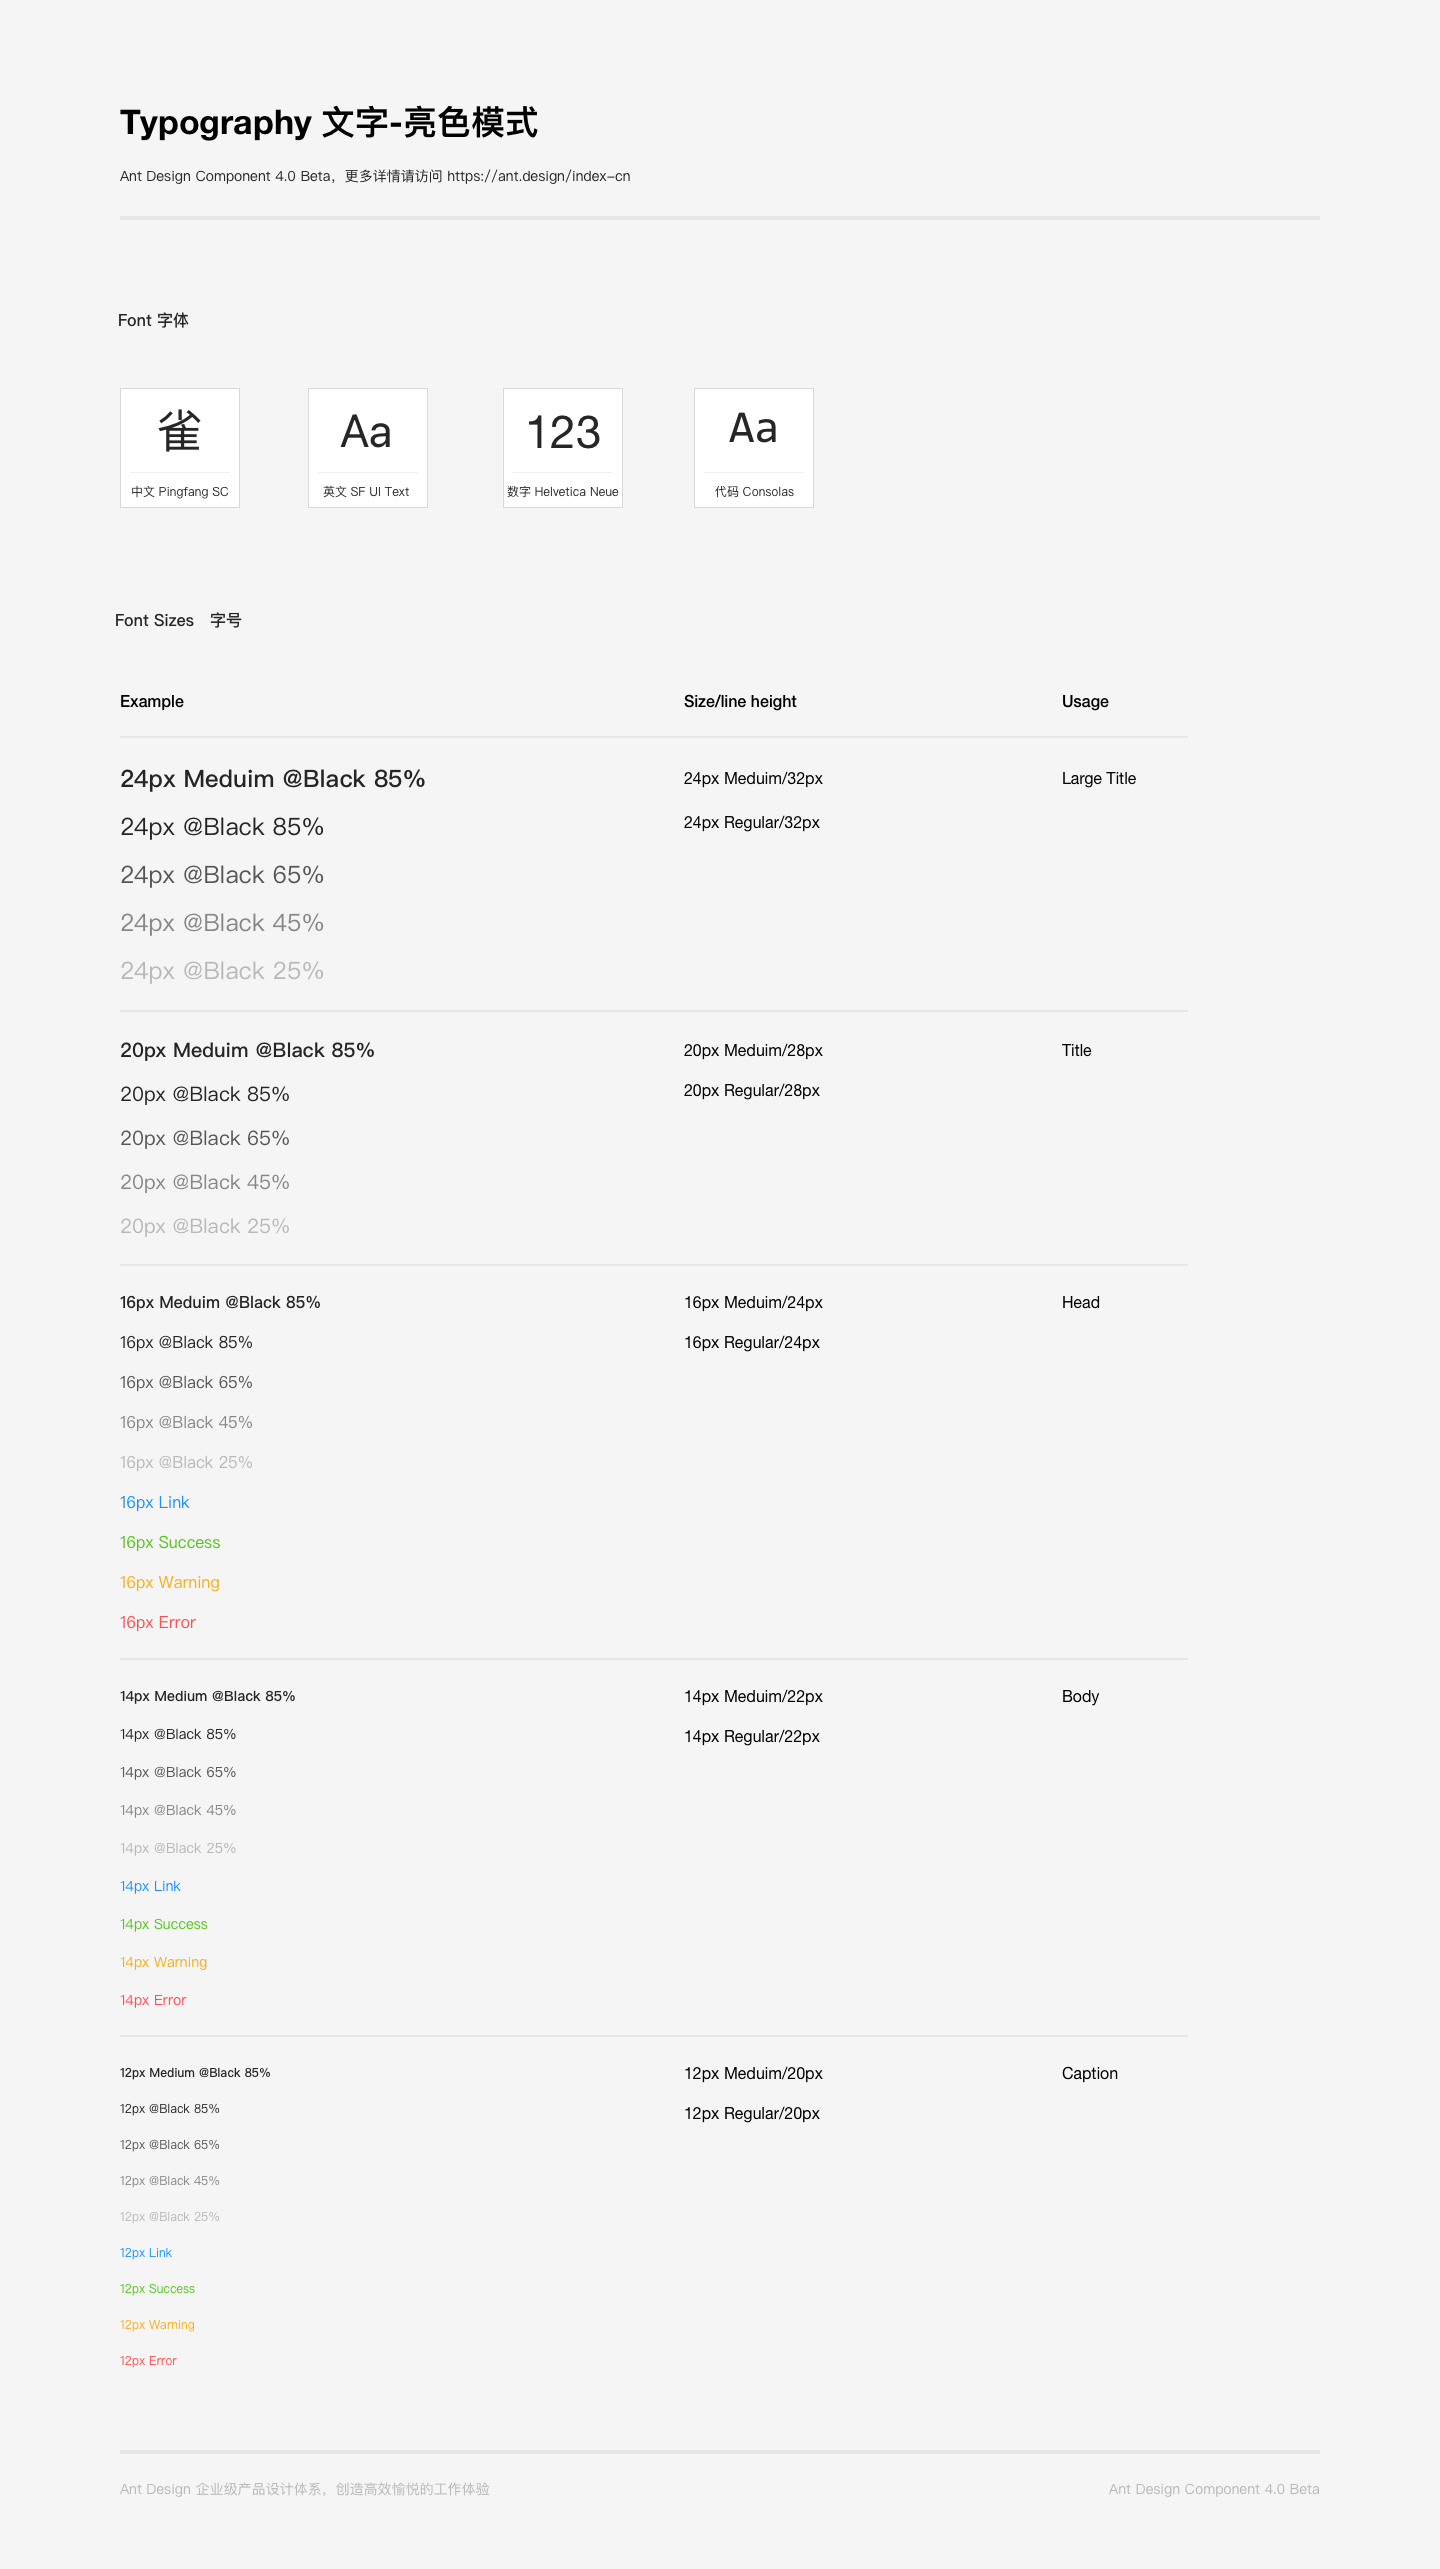 Typography 文字-亮色模式
Ant Design Component 4.0 Beta，更多详情请访问 https://ant.design/index-cn
Font 字体
雀
中文 Pingfang SC
Aa
英文 SF UI Text
123
数字 Helvetica Neue
Aa
代码 Consolas
Font Sizes 字号
Example Size/line height Usage
24px Meduim @Black 85% 24px Meduim/32px Large Title
24px @Black 85% 24px Regular/32px
24px @Black 65%
24px @Black 45%
24px @Black 25%
20px Meduim @Black 85% 20px Meduim/28px Title
20px @Black 85% 20px Regular/28px
20px @Black 65%
20px @Black 45%
20px @Black 25%
16px Meduim @Black 85% 16px Meduim/24px Head
16px @Black 85% 16px Regular/24px
16px @Black 65%
16px @Black 45%
16px @Black 25%
16px Link
16px Success
16px Warning
16px Error
14px Medium @Black 85% 14px Meduim/22px Body
14px @Black 85% 14px Regular/22px
14px @Black 65%
14px @Black 45%
14px @Black 25%
14px Link
14px Success
14px Warning
14px Error
12px Medium @Black 85% 12px Meduim/20px Caption
12px @Black 85% 12px Regular/20px
12px @Black 65%
12px @Black 45%
12px @Black 25%
12px Link
12px Success
12px Warning
12px Error
Ant Design 企业级产品设计体系，创造高效愉悦的工作体验 Ant Design Component 4.0 Beta